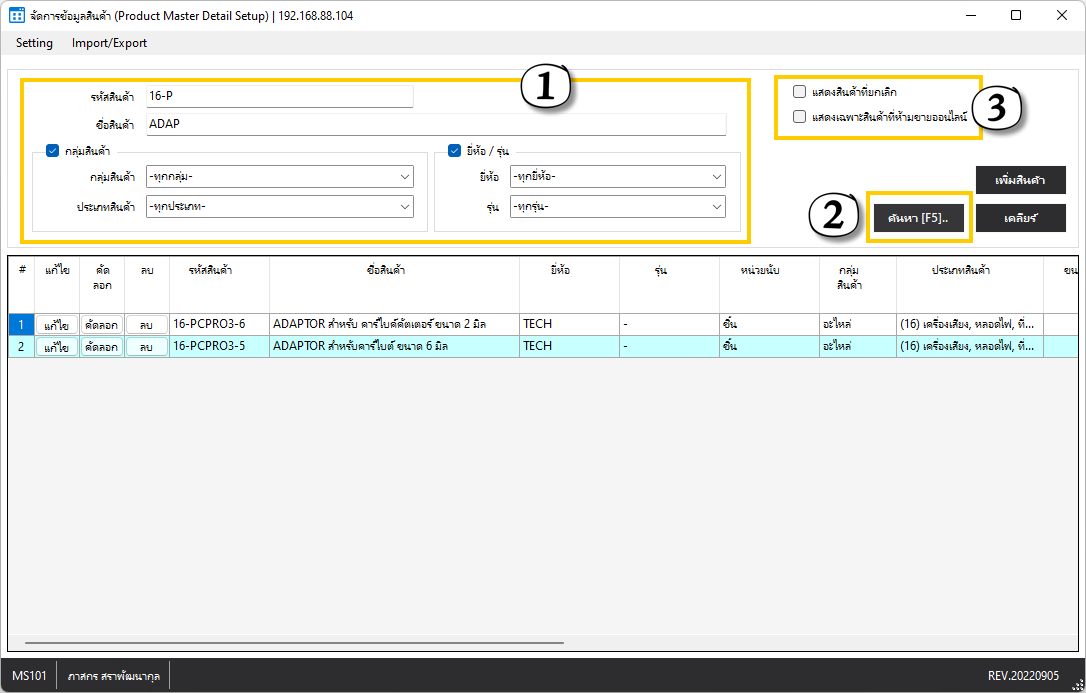 จัดการข้อมูลสินค้า (Product Master Detail Setup) | 192.168.88.104
Setting Import/Export
รหัสสินค้า 16-P
ชื่อสินค้า ADAP
กลุ่มสินค้า
กลุ่มสินค้า -ทุกกลุ่ม-
ประเภทสินค้า -ทุกประเภท-
ยี่ห้อ / รุ่น
ยี่ห้อ -ทุกยี่ห้อ-
รุ่น -ทุกรุ่น-
1
แสดงสินค้าที่ยกเลิก
แสดงเฉพาะสินค้าที่ห้ามขายออนไลน์
3
เพิ่มสินค้า
2
ค้นหา [F5].. เคลียร์
# แก้ไข คัดลอก ลบ รหัสสินค้า ชื่อสินค้า ยี่ห้อ รุ่น หน่วยนับ กลุ่มสินค้า ประเภทสินค้า ขน
1 แก้ไข คัดลอก ลบ 16-PCPRO3-6 ADAPTOR สำหรับ คาร์ไบค์คัตเตอร์ ขนาด 2 มิล TECH - ชิ้น อะไหล่ (16) เครื่องเสียง, หลอดไฟ, ที่...
2 แก้ไข คัดลอก ลบ 16-PCPRO3-5 ADAPTOR สำหรับคาร์ไบต์ ขนาด 6 มิล TECH - ชิ้น อะไหล่ (16) เครื่องเสียง, หลอดไฟ, ที่...
MS101 ภาสกร สราพัฒนากุล REV.20220905